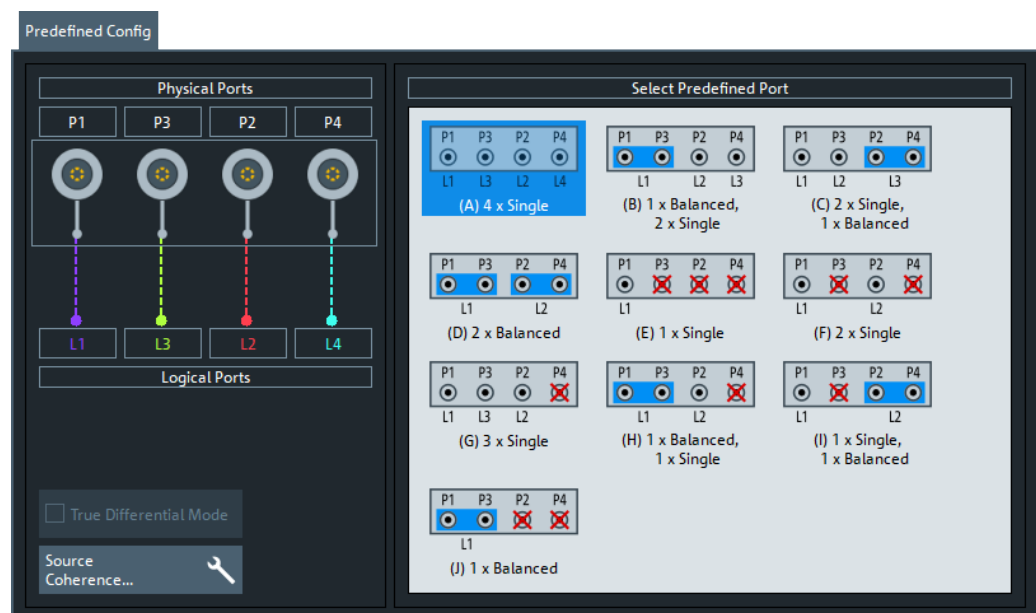 Predefined Config
Physical Ports
P1 P3 P2 P4
L1 L3 L2 L4
Logical Ports
True Differential Mode
Source
Coherence...
Select Predefined Port
P1 P3 P2 P4
L1 L3 L2 L4
(A) 4 x Single
P1 P3 P2 P4
L1 L2 L3
(B) 1 x Balanced,
2 x Single
P1 P3 P2 P4
L1 L2 L3
(C) 2 x Single,
1 x Balanced
P1 P3 P2 P4
L1 L2
(D) 2 x Balanced
P1 P3 P2 P4
L1
(E) 1 x Single
P1 P3 P2 P4
L1 L2
(F) 2 x Single
P1 P3 P2 P4
L1 L3 L2
(G) 3 x Single
P1 P3 P2 P4
L1 L2
(H) 1 x Balanced,
1 x Single
P1 P3 P2 P4
L1 L2
(I) 1 x Single,
1 x Balanced
P1 P3 P2 P4
L1
(J) 1 x Balanced